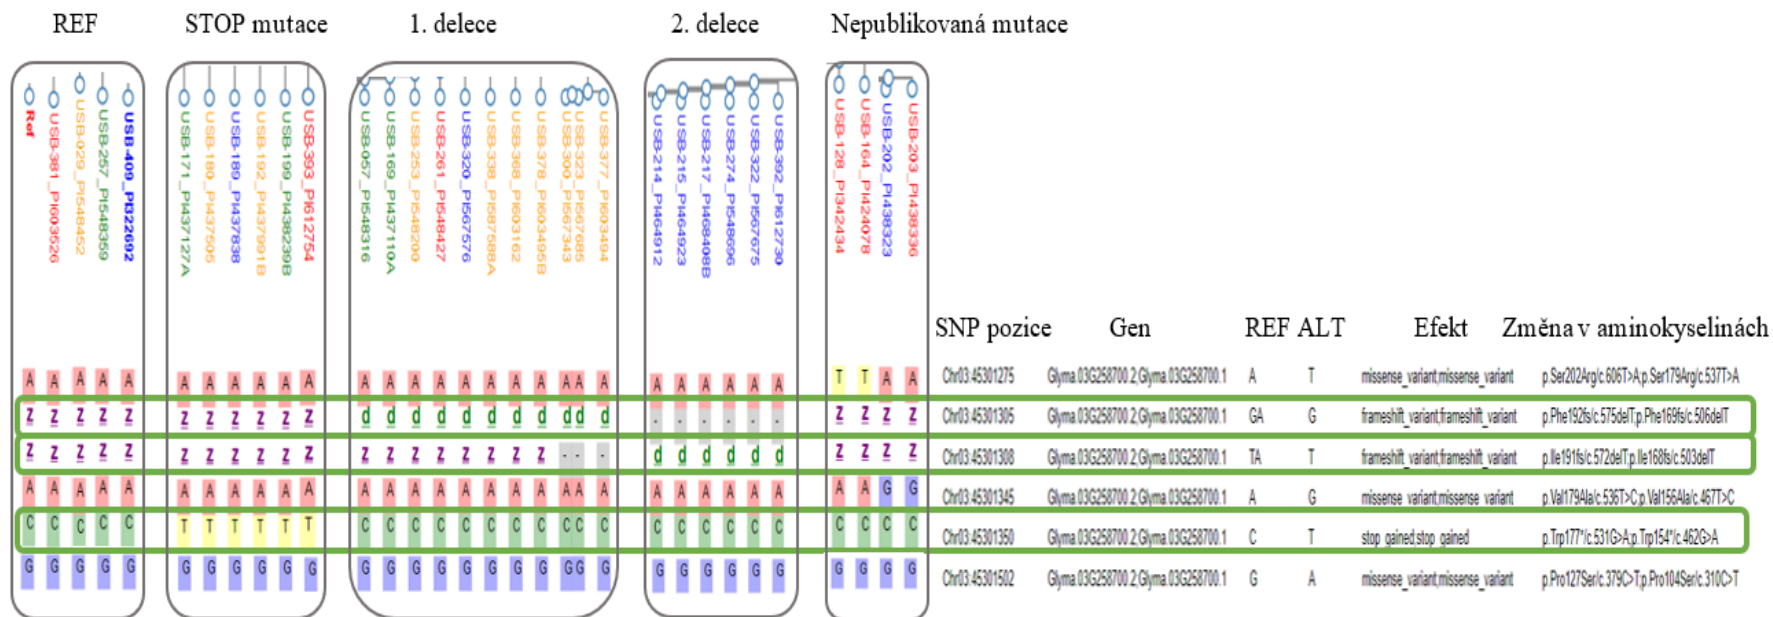 REF STOP mutace 1. delece 2. delece Nepublikovaná mutace
Ref
USB-381_PI603526
USB-029_PI548452
USB-257_PI548359
USB-409_PI322692
USB-171_PI437127A
USB-180_PI437505
USB-189_PI437838
USB-192_PI437991B
USB-199_PI438239B
USB-393_PI612754
USB-057_PI548316
USB-169_PI437110A
USB-253_PI548200
USB-261_PI548427
USB-320_PI567576
USB-338_PI587588A
USB-368_PI603162
USB-378_PI603495B
USB-300_PI567343
USB-323_PI567685
USB-377_PI603494
USB-214_PI464912
USB-215_PI464923
USB-217_PI468408B
USB-274_PI548696
USB-322_PI567675
USB-392_PI612730
USB-128_PI342434
USB-164_PI424078
USB-202_PI438323
USB-203_PI438336
SNP pozice Gen REF ALT Efekt Změna v aminokyselinách
A A A A A A A A A A A A A A A A A A A A A A A A A A A A T T A A Chr03:45301275 Glyma.03G258700.2;Glyma.03G258700.1 A T missense_variant;missense_variant p.Ser202Arg/c.606T>A;p.Ser179Arg/c.537T>A
z z z z z z z z z z z d d d d d d d d d d d - - - - - - z z z z Chr03:45301305 Glyma.03G258700.2;Glyma.03G258700.1 GA G frameshift_variant;frameshift_variant p.Phe192fs/c.575delT;p.Phe169fs/c.506delT
z z z z z z z z z z z z z z z z z z z - - - d d d d d d z z z z Chr03:45301308 Glyma.03G258700.2;Glyma.03G258700.1 TA T frameshift_variant;frameshift_variant p.Ile191fs/c.572delT;p.Ile168fs/c.503delT
A A A A A A A A A A A A A A A A A A A A A A A A A A A A A A G G Chr03:45301345 Glyma.03G258700.2;Glyma.03G258700.1 A G missense_variant;missense_variant p.Val179Ala/c.536T>C;p.Val156Ala/c.467T>C
C C C C C T T T T T T C C C C C C C C C C C C C C C C C C C C C Chr03:45301350 Glyma.03G258700.2;Glyma.03G258700.1 C T stop_gained;stop_gained p.Trp177*/c.531G>A;p.Trp154*/c.462G>A
G G G G G G G G G G G G G G G G G G G G G G G G G G G G G G G G Chr03:45301502 Glyma.03G258700.2;Glyma.03G258700.1 G A missense_variant;missense_variant p.Pro127Ser/c.379C>T;p.Pro104Ser/c.310C>T